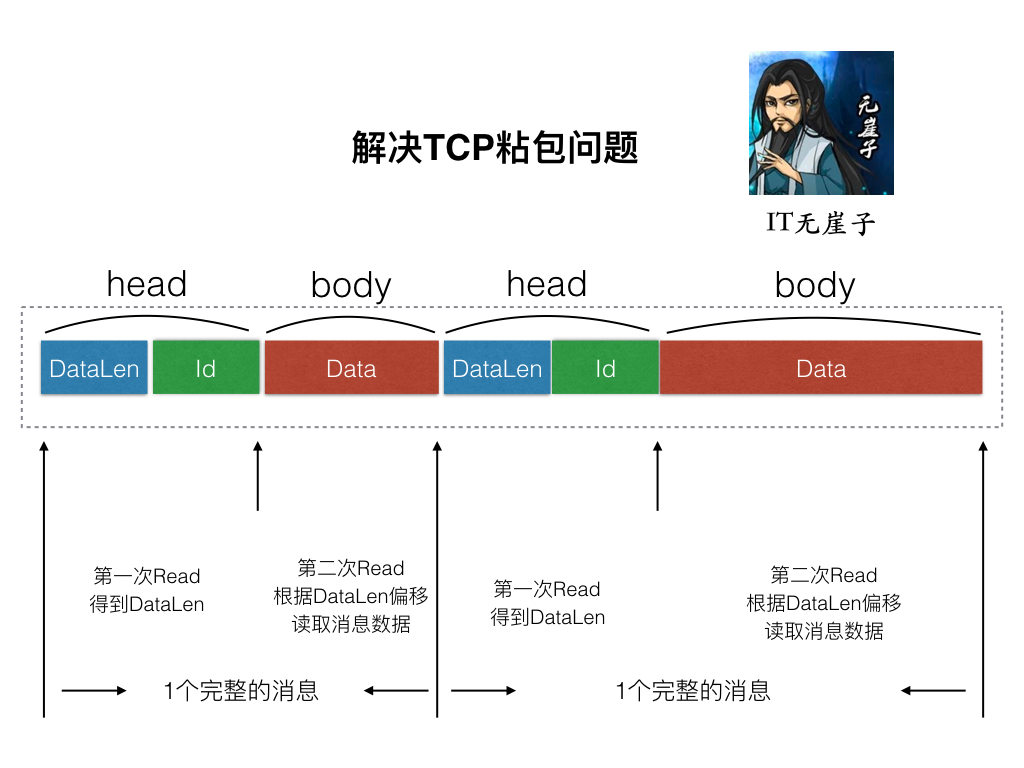 解决TCP粘包问题
无崖子
IT无崖子
head
body
head
body
DataLen
Id
Data
DataLen
Id
Data
第一次Read
得到DataLen
第二次Read
根据DataLen偏移
读取消息数据
第一次Read
得到DataLen
第二次Read
根据DataLen偏移
读取消息数据
1个完整的消息
1个完整的消息